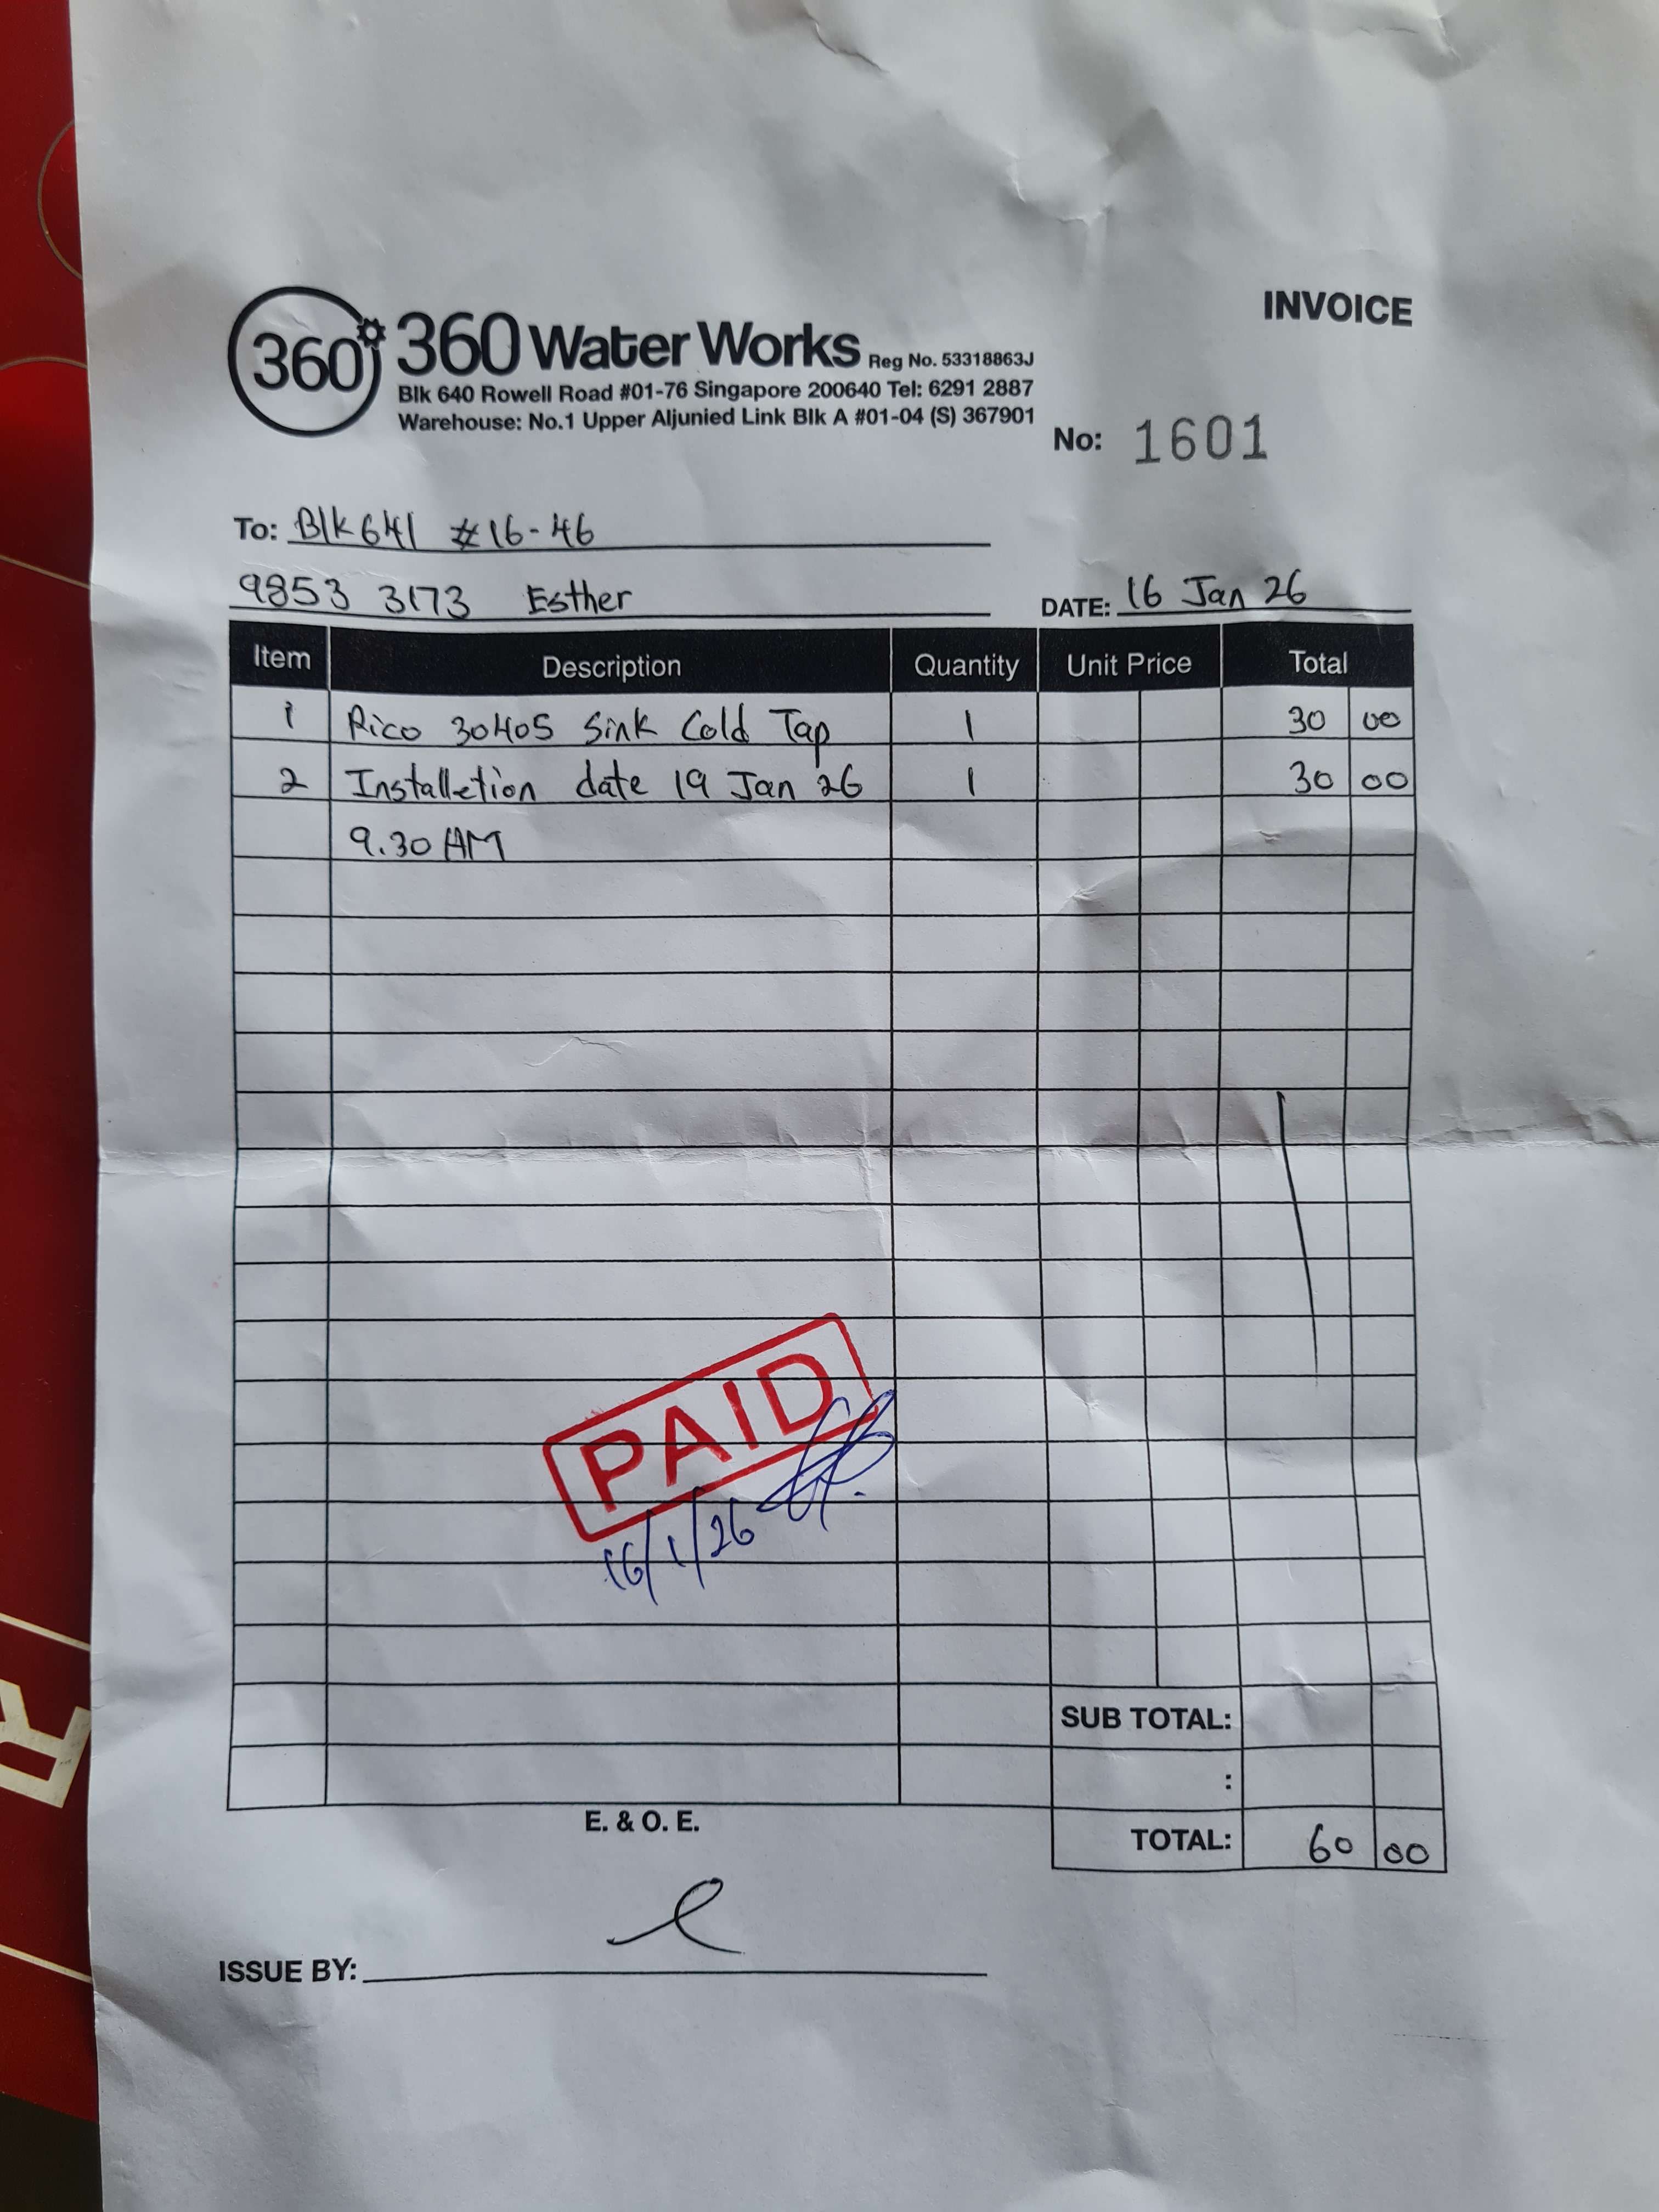 INVOICE
360° 360 Water Works Reg No. 53318863J
Blk 640 Rowell Road #01-76 Singapore 200640 Tel: 6291 2887
Warehouse: No.1 Upper Aljunied Link Blk A #01-04 (S) 367901
No: 1601
To: Blk 641 #16-46
9853 3173 Esther
DATE: 16 Jan 26
Item Description Quantity Unit Price Total
1 Rico 30405 Sink Cold Tap 1 30 00
2 Installetion date 19 Jan 26 1 30 00
9.30 AM
PAID
16/1/26
SUB TOTAL:
:
E. & O. E.
TOTAL: 60 00
ISSUE BY:
R